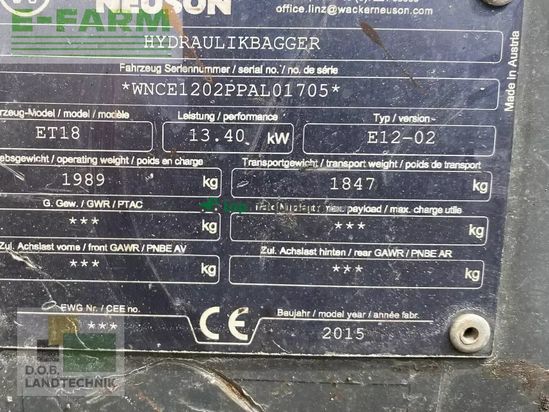 NEUSON
E-FARM
office.linz@wackerneuson.com
HYDRAULIKBAGGER
Fahrzeug Seriennummer / serial no./ no. de série
*WNCE1202PPAL01705*
Made in Austria
rzeug-Model / model / modèle
Leistung / performance
Typ / version
ET18
13.40 kW
E12-02
ebsgewicht / operating weight / poids en charge
Transportgewicht / transport weight / poids de transport
1989 kg
1847 kg
G. Gew. / GWR / PTAC
max. payload / max. charge utile
*** kg
*** kg
Zul. Achslast vorne / front GAWR / PNBE AV
Zul. Achslast hinten / rear GAWR / PNBE AR
*** kg
*** kg
EWG Nr. / CEE no.
***
CE
Baujahr / model year / année fabr.
2015
D.O.B.
LANDTECHNIK